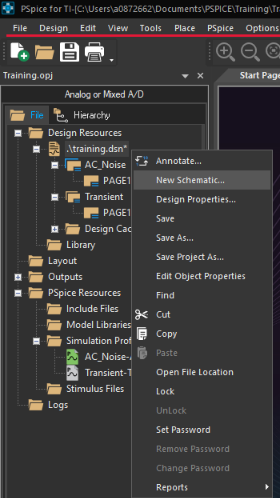 PSpice for TI-[C:\Users\a0872662\Documents\PSPICE\Training\Tr
File Design Edit View Tools Place PSpice Options
Training.opj
Start Page
Analog or Mixed A/D
File Hierarchy
Design Resources
.\training.dsn*
AC_Noise
PAGE1
Transient
PAGE1
Design Cac
Library
Layout
Outputs
PSpice Resources
Include Files
Model Libraries
Simulation Prof
AC_Noise-A
Transient-T
Stimulus Files
Logs
Annotate...
New Schematic...
Design Properties...
Save
Save As...
Save Project As...
Edit Object Properties
Find
Cut
Copy
Paste
Open File Location
Lock
UnLock
Set Password
Remove Password
Change Password
Reports